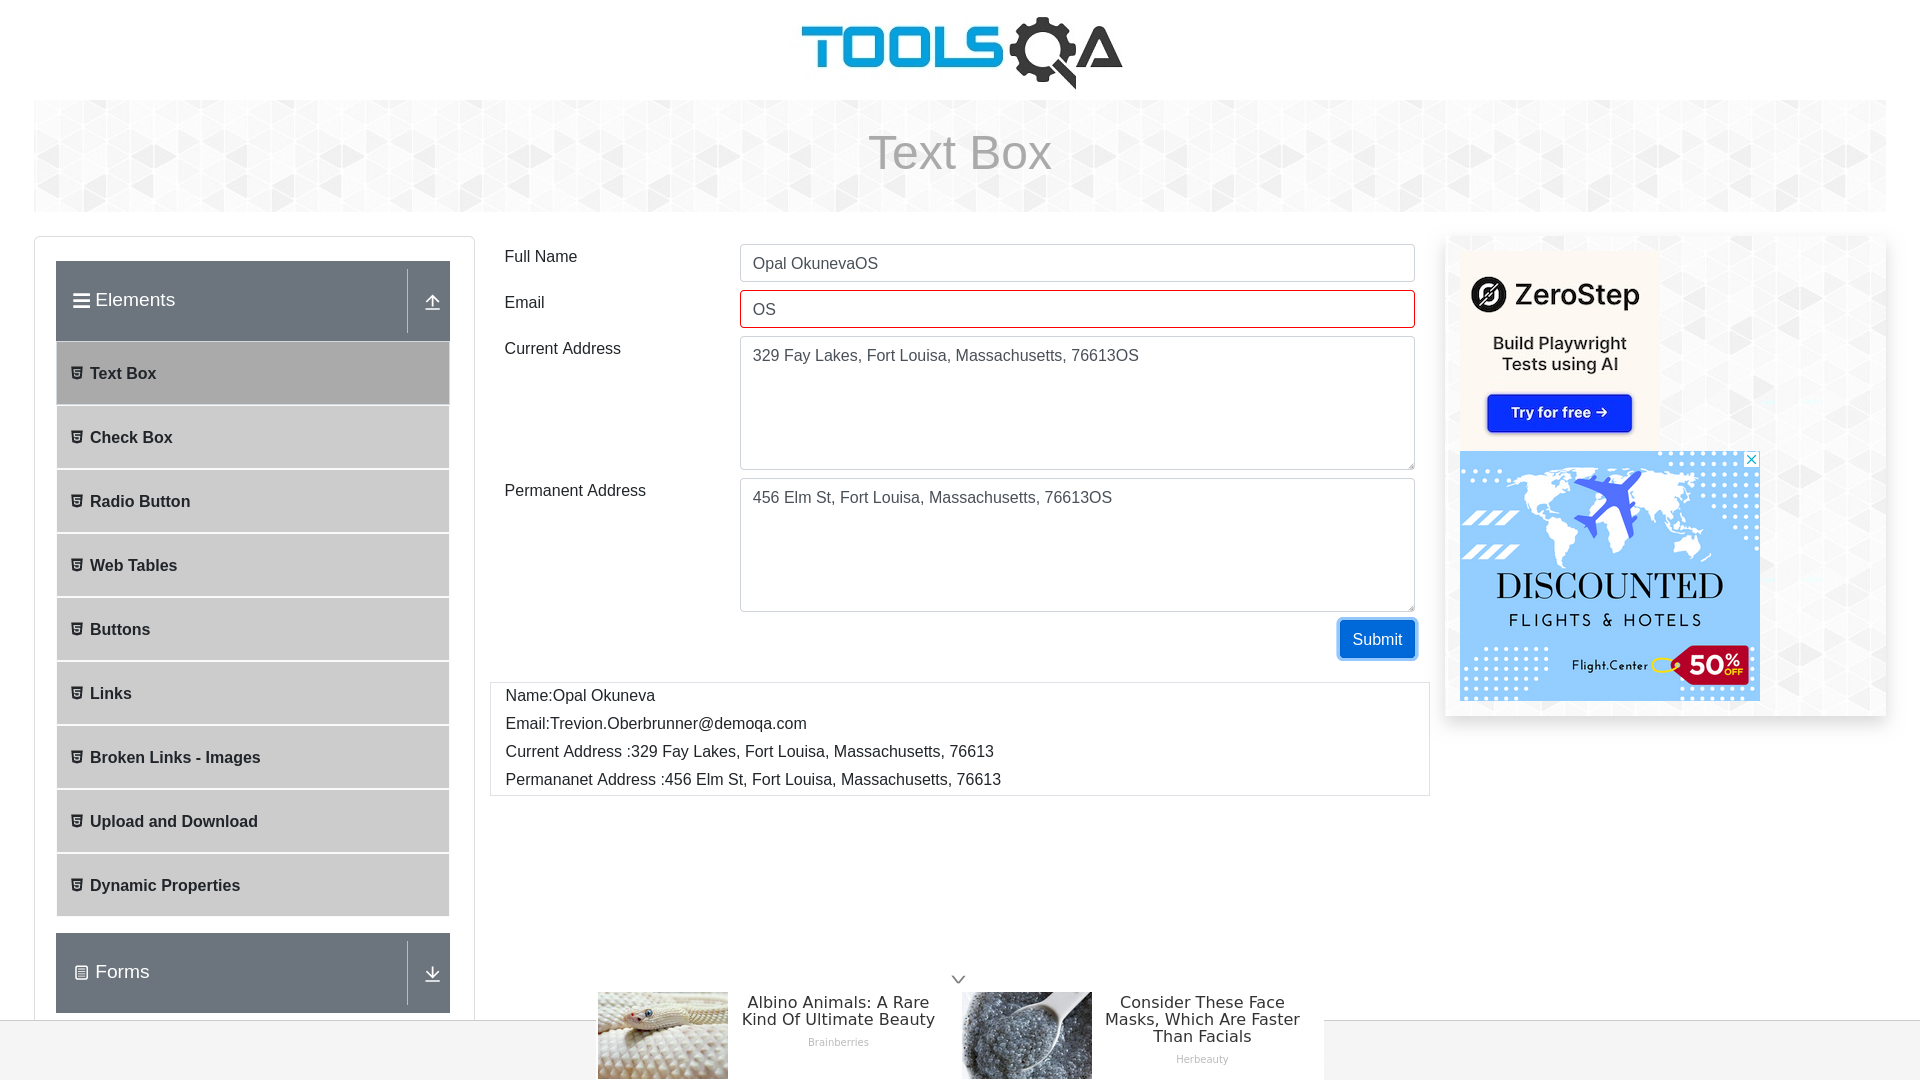 TOOLSQA
Text Box
Elements
Text Box
Check Box
Radio Button
Web Tables
Buttons
Links
Broken Links - Images
Upload and Download
Dynamic Properties
Forms
Full Name
Opal OkunevaOS
Email
OS
Current Address
329 Fay Lakes, Fort Louisa, Massachusetts, 76613OS
Permanent Address
456 Elm St, Fort Louisa, Massachusetts, 76613OS
Submit
Name:Opal Okuneva
Email:Trevion.Oberbrunner@demoqa.com
Current Address :329 Fay Lakes, Fort Louisa, Massachusetts, 76613
Permananet Address :456 Elm St, Fort Louisa, Massachusetts, 76613
ZeroStep
Build Playwright
Tests using AI
Try for free →
DISCOUNTED
FLIGHTS & HOTELS
Flight.Center
50% OFF
Albino Animals: A Rare
Kind Of Ultimate Beauty
Brainberries
Consider These Face
Masks, Which Are Faster
Than Facials
Herbeauty